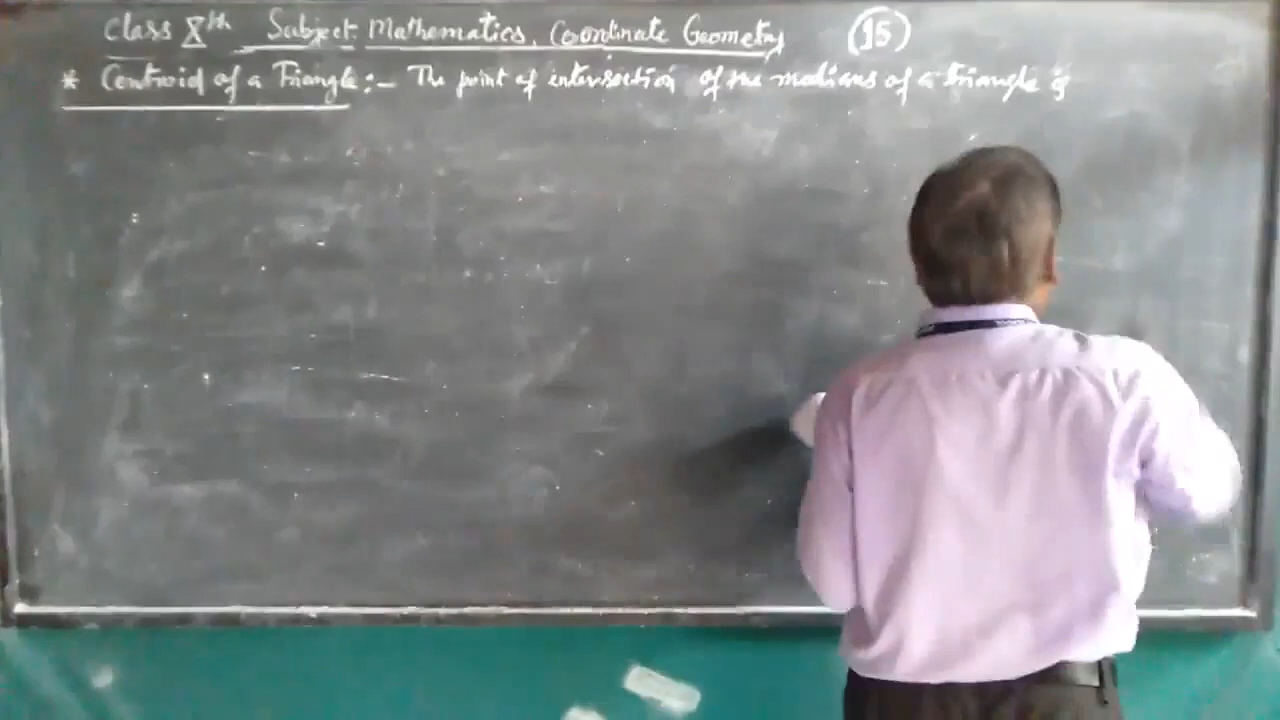 Class Xth Subject Mathematics. Coordinate Geometry (15)
* Centroid of a Triangle:- The point of intersection of the medians of a triangle is